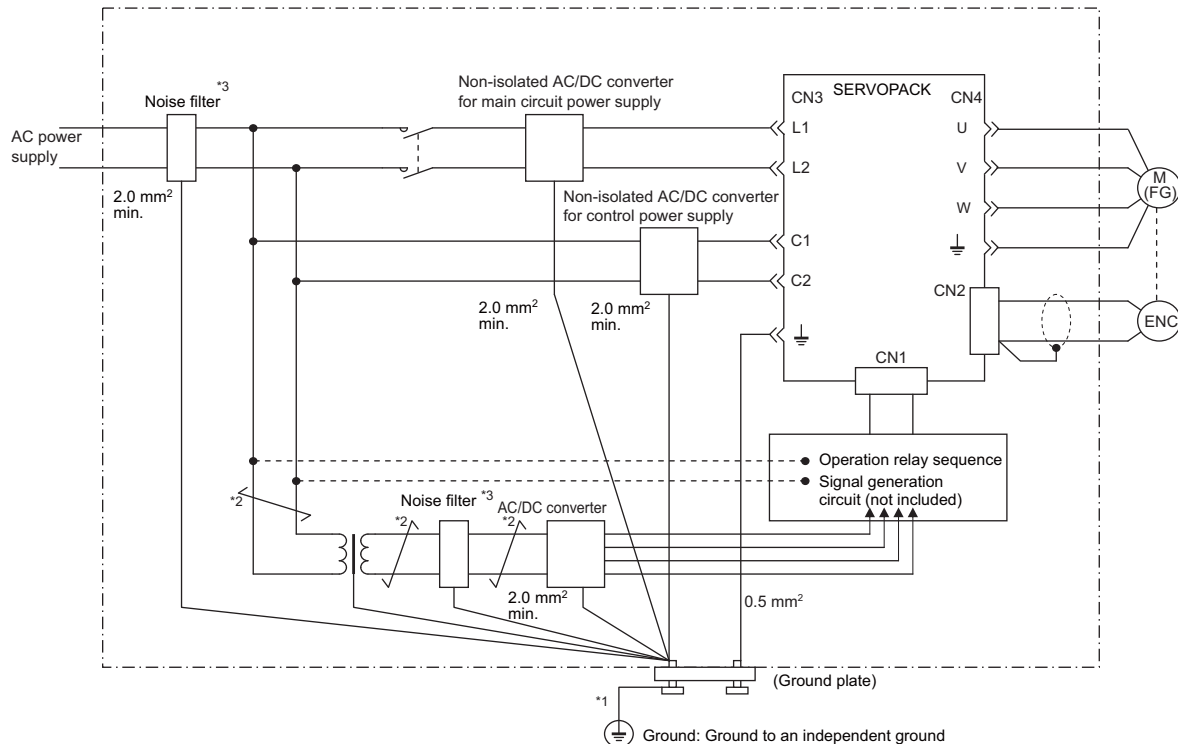 Noise filter *3
Non-isolated AC/DC converter
for main circuit power supply
AC power
supply
2.0 mm²
min.
CN3
SERVOPACK
CN4
L1
L2
U
V
W
M
(FG)
Non-isolated AC/DC converter
for control power supply
C1
C2
2.0 mm²
min.
2.0 mm²
min.
CN2
ENC
CN1
Operation relay sequence
Signal generation
circuit (not included)
*2
Noise filter *3
*2
AC/DC converter
*2
2.0 mm²
min.
0.5 mm²
(Ground plate)
*1
Ground: Ground to an independent ground